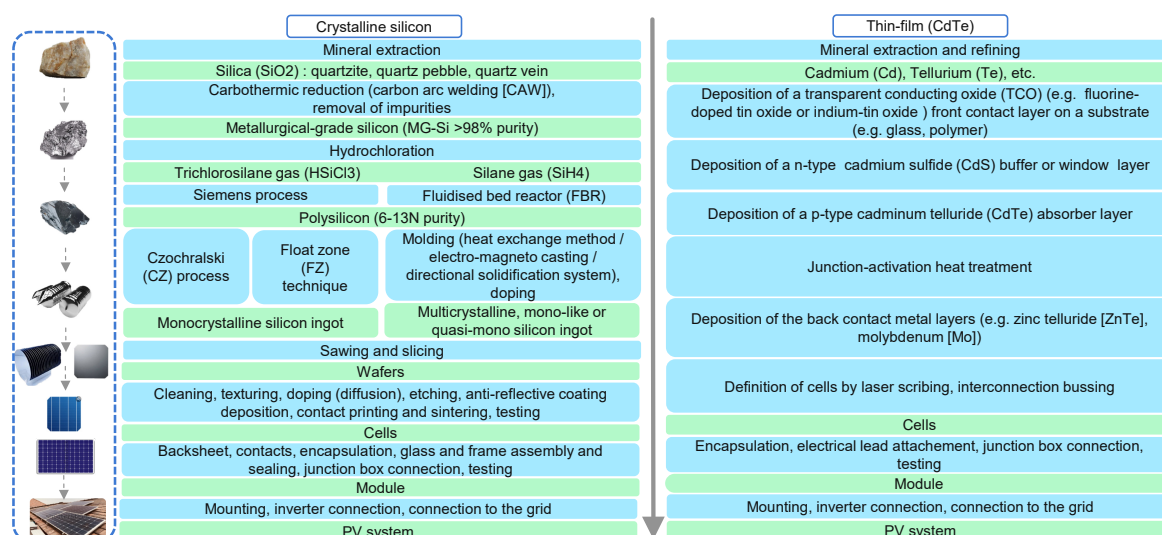 Crystalline silicon
Mineral extraction
Silica (SiO2) : quartzite, quartz pebble, quartz vein
Carbothermic reduction (carbon arc welding [CAW]),
removal of impurities
Metallurgical-grade silicon (MG-Si >98% purity)
Hydrochloration
Trichlorosilane gas (HSiCl3)
Silane gas (SiH4)
Siemens process
Fluidised bed reactor (FBR)
Polysilicon (6-13N purity)
Czochralski
(CZ) process
Float zone
(FZ)
technique
Molding (heat exchange method /
electro-magneto casting /
directional solidification system),
doping
Monocrystalline silicon ingot
Multicrystalline, mono-like or
quasi-mono silicon ingot
Sawing and slicing
Wafers
Cleaning, texturing, doping (diffusion), etching, anti-reflective coating
deposition, contact printing and sintering, testing
Cells
Backsheet, contacts, encapsulation, glass and frame assembly and
sealing, junction box connection, testing
Module
Mounting, inverter connection, connection to the grid
PV system
Thin-film (CdTe)
Mineral extraction and refining
Cadmium (Cd), Tellurium (Te), etc.
Deposition of a transparent conducting oxide (TCO) (e.g. fluorine-
doped tin oxide or indium-tin oxide ) front contact layer on a substrate
(e.g. glass, polymer)
Deposition of a n-type cadmium sulfide (CdS) buffer or window layer
Deposition of a p-type cadminum telluride (CdTe) absorber layer
Junction-activation heat treatment
Deposition of the back contact metal layers (e.g. zinc telluride [ZnTe],
molybdenum [Mo])
Definition of cells by laser scribing, interconnection bussing
Cells
Encapsulation, electrical lead attachement, junction box connection,
testing
Module
Mounting, inverter connection, connection to the grid
PV system